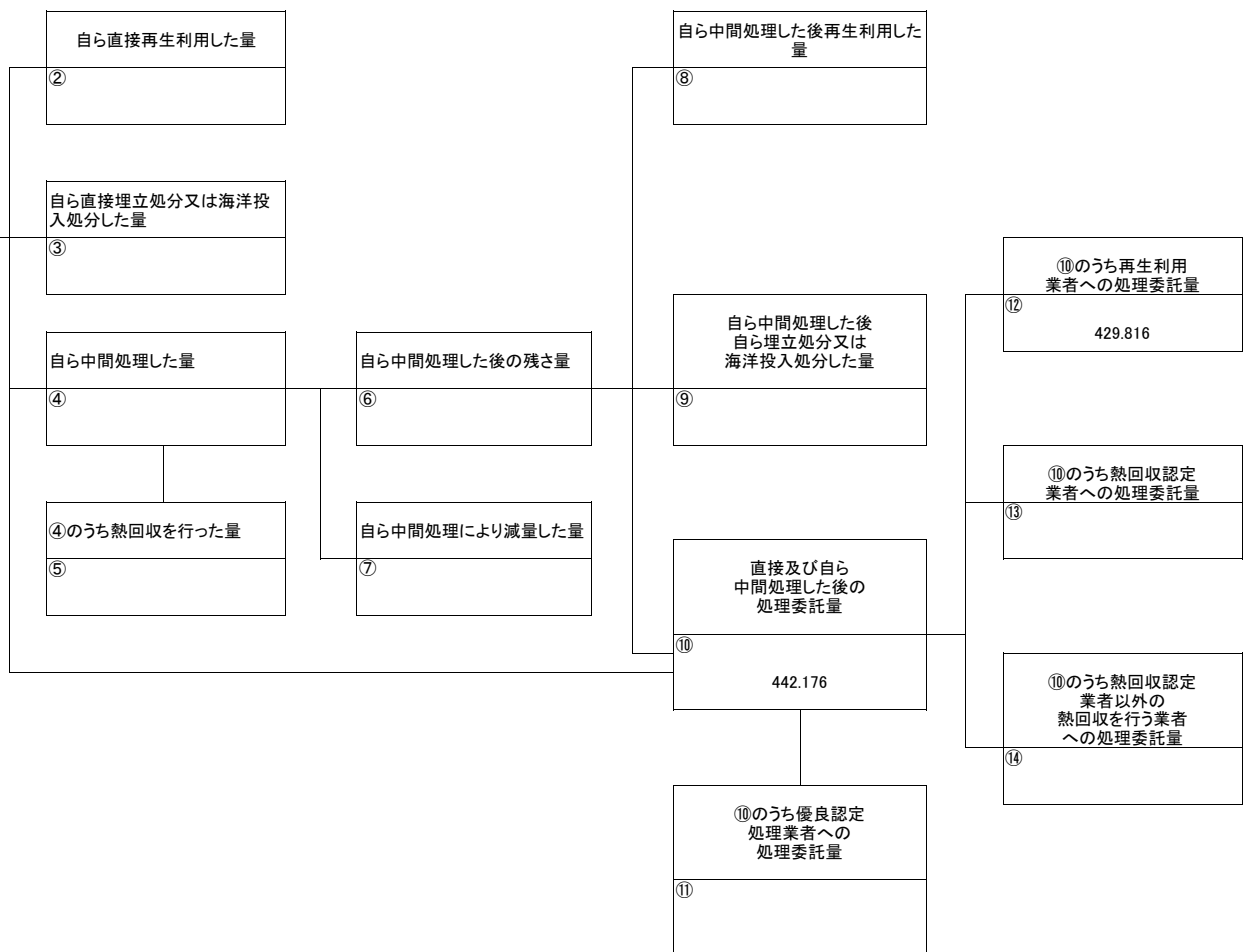 自ら直接再生利用した量
②
自ら直接埋立処分又は海洋投
入処分した量
③
自ら中間処理した量
④
④のうち熱回収を行った量
⑤
自ら中間処理した後の残さ量
⑥
自ら中間処理により減量した量
⑦
自ら中間処理した後再生利用した
量
⑧
自ら中間処理した後
自ら埋立処分又は
海洋投入処分した量
⑨
直接及び自ら
中間処理した後の
処理委託量
⑩
442.176
⑩のうち優良認定
処理業者への
処理委託量
⑪
⑩のうち再生利用
業者への処理委託量
⑫
429.816
⑩のうち熱回収認定
業者への処理委託量
⑬
⑩のうち熱回収認定
業者以外の
熱回収を行う業者
への処理委託量
⑭